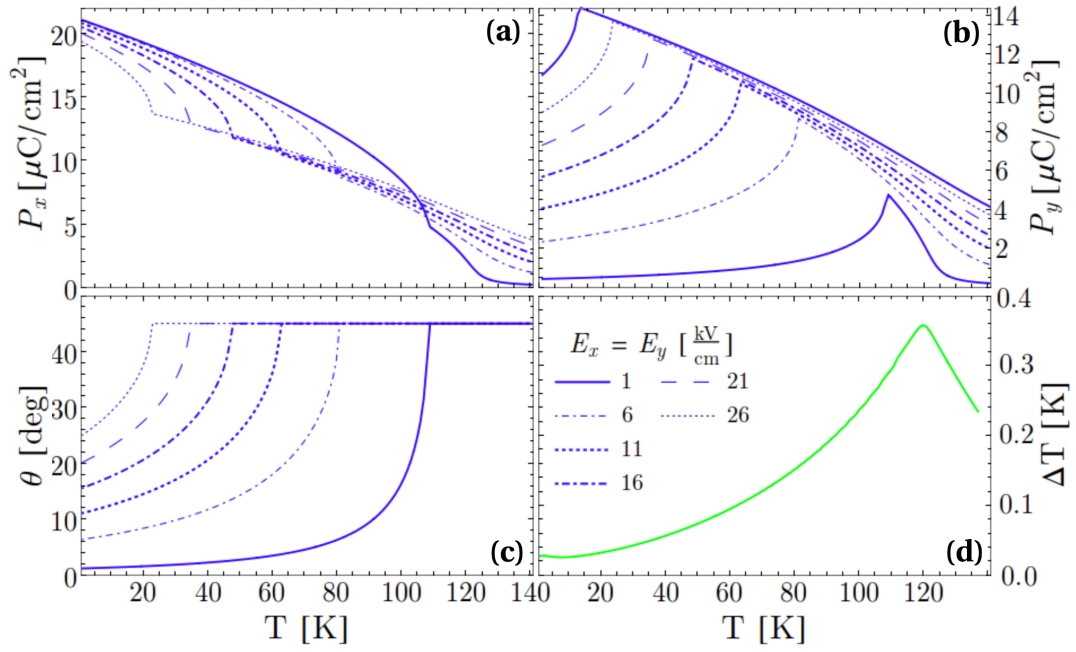 (a)
20
15
10
5
0
P_x [μC/cm²]
(b)
14
12
10
8
6
4
2
0
P_y [μC/cm²]
(c)
40
30
20
10
0
θ [deg]
20 40 60 80 100 120 140
T [K]
(d)
E_x = E_y [kV/cm]
1 21
6 26
11
16
0.4
0.3
0.2
0.1
0.0
ΔT [K]
20 40 60 80 100 120
T [K]